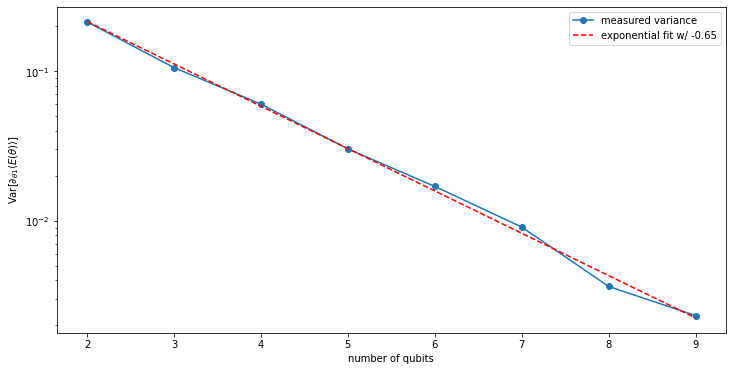 measured variance
exponential fit w/ -0.65
10⁻¹
10⁻²
Var[∂θ1⟨E(θ)⟩]
2 3 4 5 6 7 8 9
number of qubits